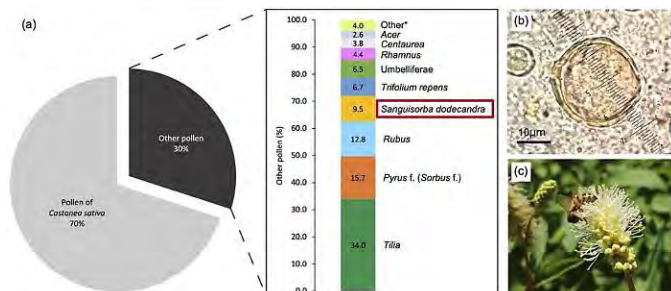 (a)
Other pollen
30%
Pollen of
Castanea sativa
70%
Other pollen (%)
100.0
90.0
80.0
70.0
60.0
50.0
40.0
30.0
20.0
10.0
0.0
4.0 Other*
2.6 Acer
3.8 Centaurea
4.4 Rhamnus
6.5 Umbelliferae
6.7 Trifolium repens
9.5 Sanguisorba dodecandra
12.8 Rubus
15.7 Pyrus f. (Sorbus f.)
34.0 Tilia
(b)
10µm
(c)